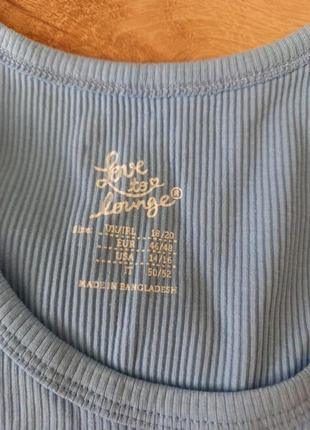 Love
to
lounge®
Size: UK/IRL 18/20
EUR 46/48
USA 14/16
IT 50/52
MADE IN BANGLADESH